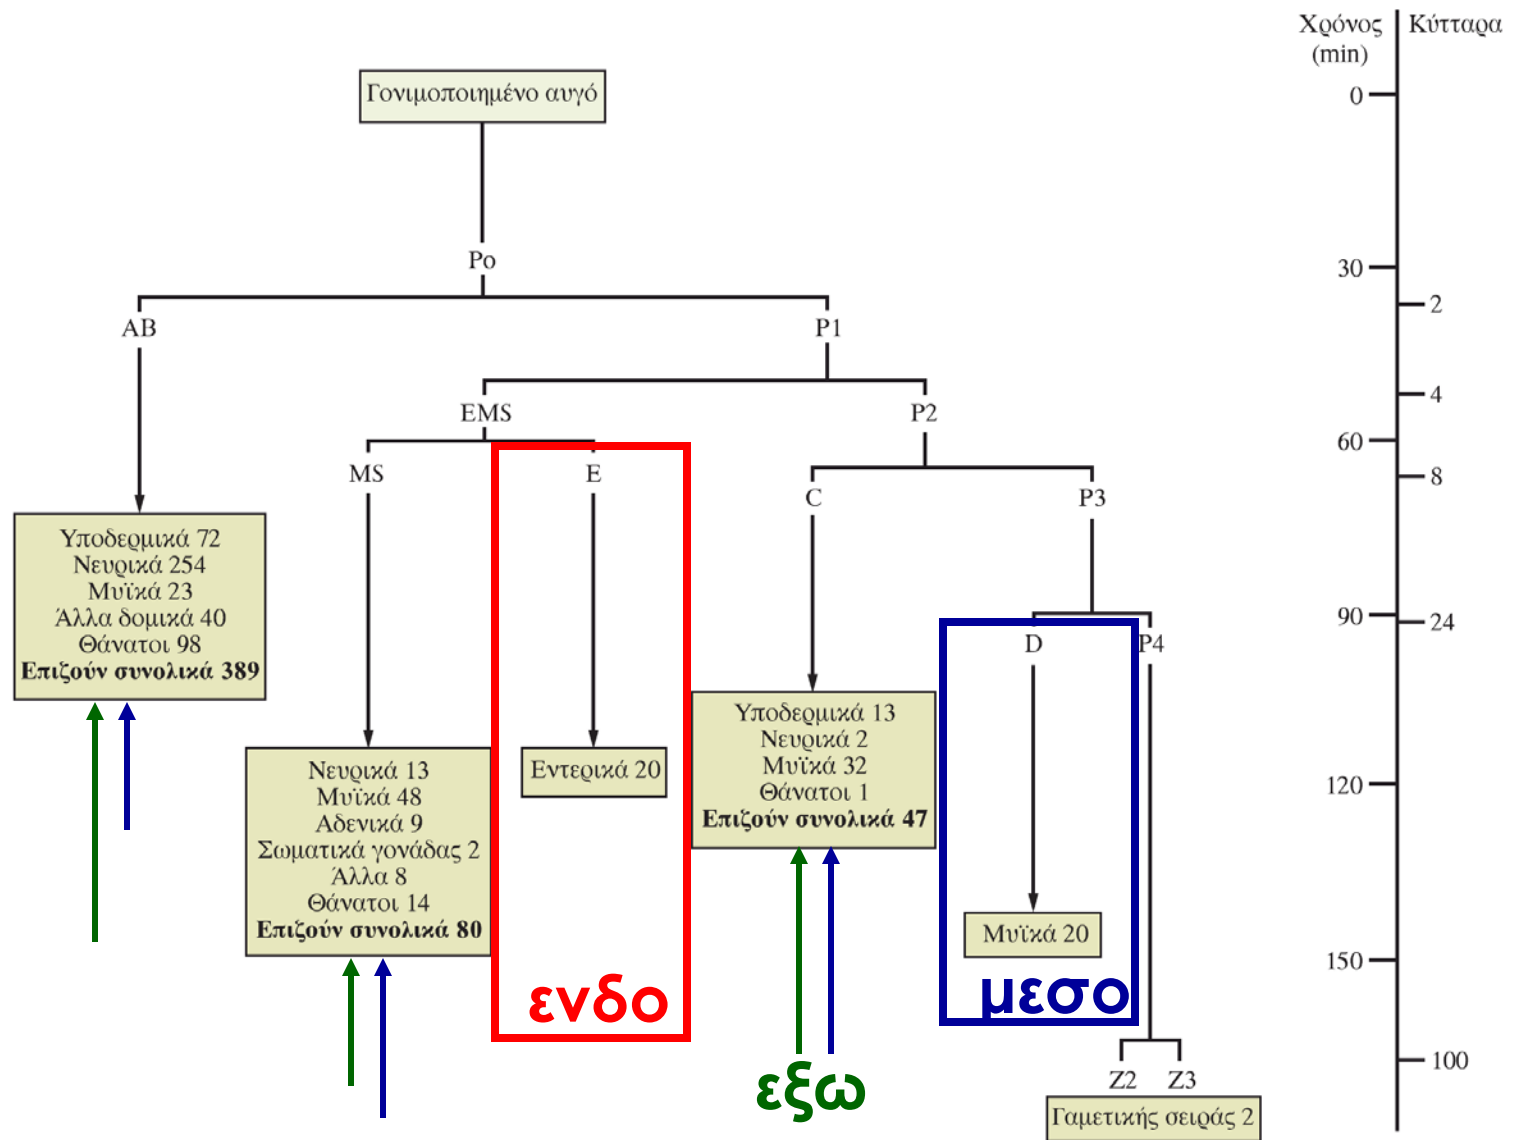 Χρόνος
(min)
Κύτταρα
Γονιμοποιημένο αυγό
0
Po
30
2
AB
P1
4
EMS
P2
60
MS
E
8
C
P3
Υποδερμικά 72
Νευρικά 254
Μυϊκά 23
Άλλα δομικά 40
Θάνατοι 98
Επιζούν συνολικά 389
90
24
D
P4
Υποδερμικά 13
Νευρικά 2
Μυϊκά 32
Θάνατοι 1
Επιζούν συνολικά 47
Νευρικά 13
Μυϊκά 48
Αδενικά 9
Σωματικά γονάδας 2
Άλλα 8
Θάνατοι 14
Επιζούν συνολικά 80
Εντερικά 20
120
Μυϊκά 20
150
ενδο
μεσο
εξω
100
Z2
Z3
Γαμετικής σειράς 2